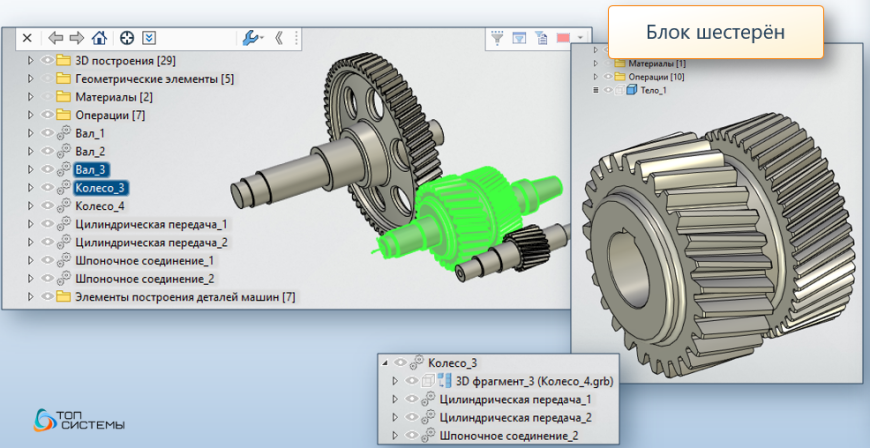 Блок шестерён
3D построения [29]
Геометрические элементы [5]
Материалы [2]
Операции [7]
Вал_1
Вал_2
Вал_3
Колесо_3
Колесо_4
Цилиндрическая передача_1
Цилиндрическая передача_2
Шпоночное соединение_1
Шпоночное соединение_2
Элементы построения деталей машин [7]
Материалы [1]
Операции [10]
Тело_1
Колесо_3
3D фрагмент_3 (Колесо_4.grb)
Цилиндрическая передача_1
Цилиндрическая передача_2
Шпоночное соединение_2
ТОП
СИСТЕМЫ